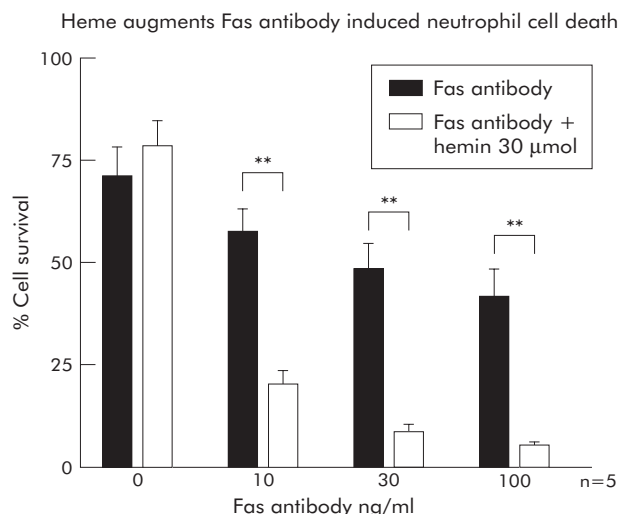 Heme augments Fas antibody induced neutrophil cell death
100
75
50
25
0
% Cell survival
Fas antibody
Fas antibody +
hemin 30 μmol
**
**
**
0 10 30 100 n=5
Fas antibody ng/ml